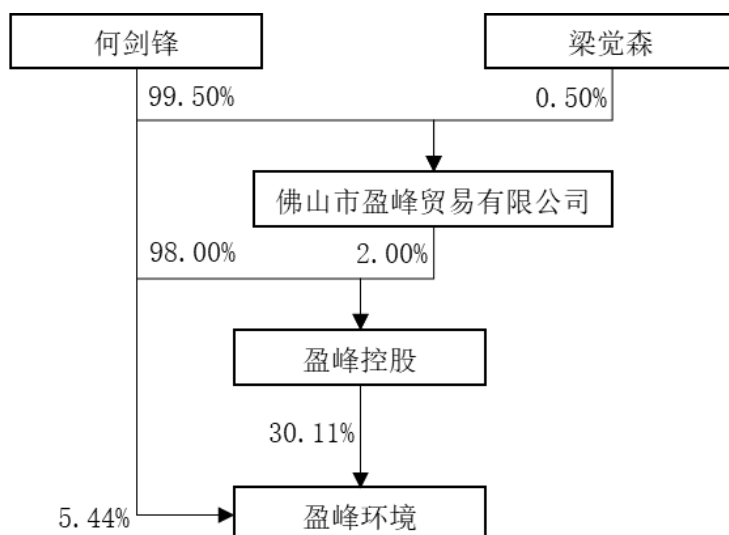 何剑锋
梁觉森
99.50%
0.50%
佛山市盈峰贸易有限公司
98.00%
2.00%
盈峰控股
30.11%
5.44%
盈峰环境